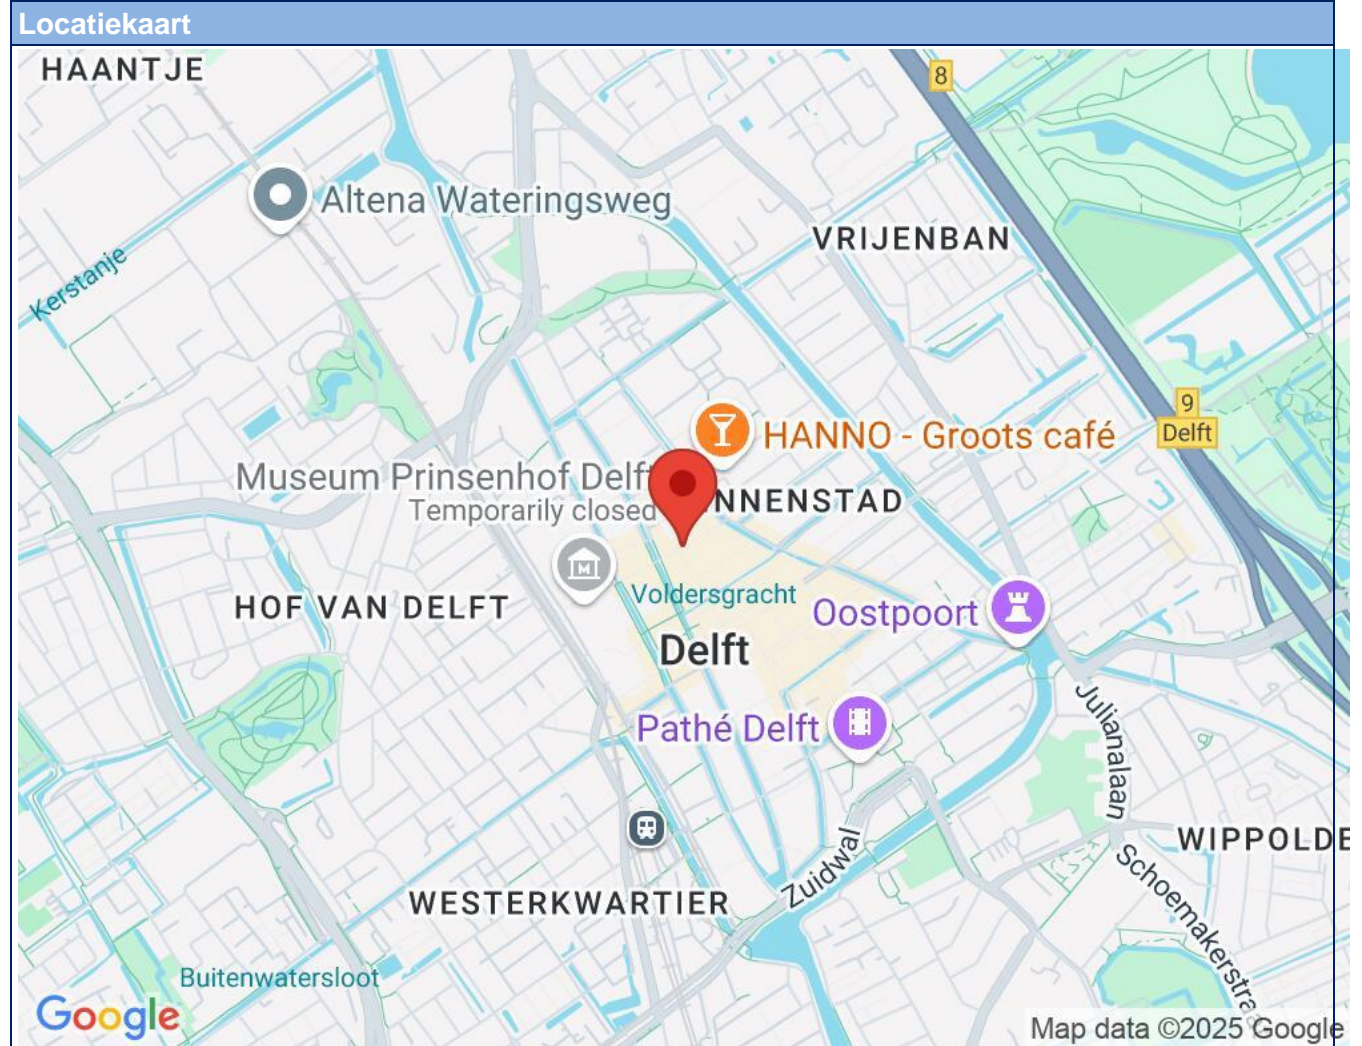 Locatiekaart
HAANTJE
8
Altena Wateringsweg
VRIJENBAN
Kerstanje
9
Delft
HANNO - Groots café
Museum Prinsenhof Delft
Temporarily closed
NNENSTAD
Voldersgracht
HOF VAN DELFT
Oostpoort
Delft
Pathé Delft
Julianalaan
Zuidwal
WIPPOLDE
Schoemakerstraa
WESTERKWARTIER
Buitenwatersloot
Google
Map data ©2025 Google